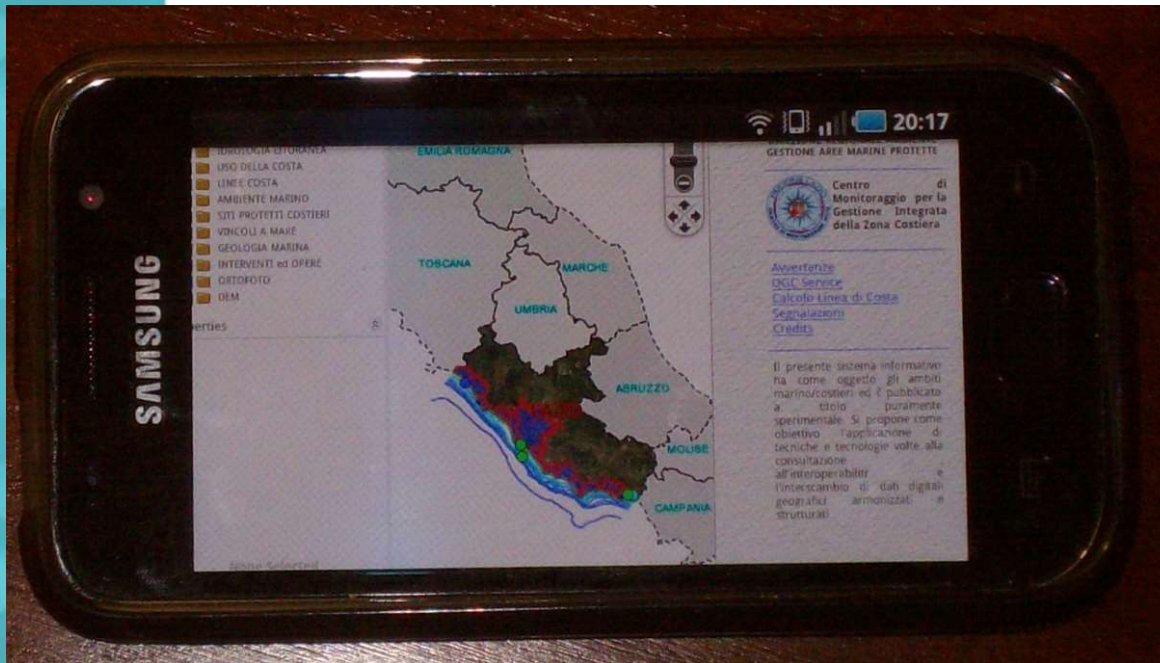 SAMSUNG
20:17
IDROLOGIA LITORANEA
USO DELLA COSTA
LINEE COSTA
AMBIENTE MARINO
SITI PROTETTI COSTIERI
VINCOLI A MARE
GEOLOGIA MARINA
INTERVENTI ed OPERE
ORTOFOTO
DEM
erties
None Selected
EMILIA ROMAGNA
TOSCANA
MARCHE
UMBRIA
ABRUZZO
MOLISE
CAMPANIA
GESTIONE AREE MARINE PROTETTE
Centro di
Monitoraggio per la
Gestione Integrata
della Zona Costiera
Avvertenze
OGC Service
Calcolo Linea di Costa
Segnalazioni
Credits
Il presente sistema informativo
ha come oggetto gli ambiti
marino/costieri ed è pubblicato
a titolo puramente
sperimentale. Si propone come
obiettivo l'applicazione di
tecniche e tecnologie volte alla
consultazione
e
l'interscambio di dati digitali
geografici armonizzati e
strutturati